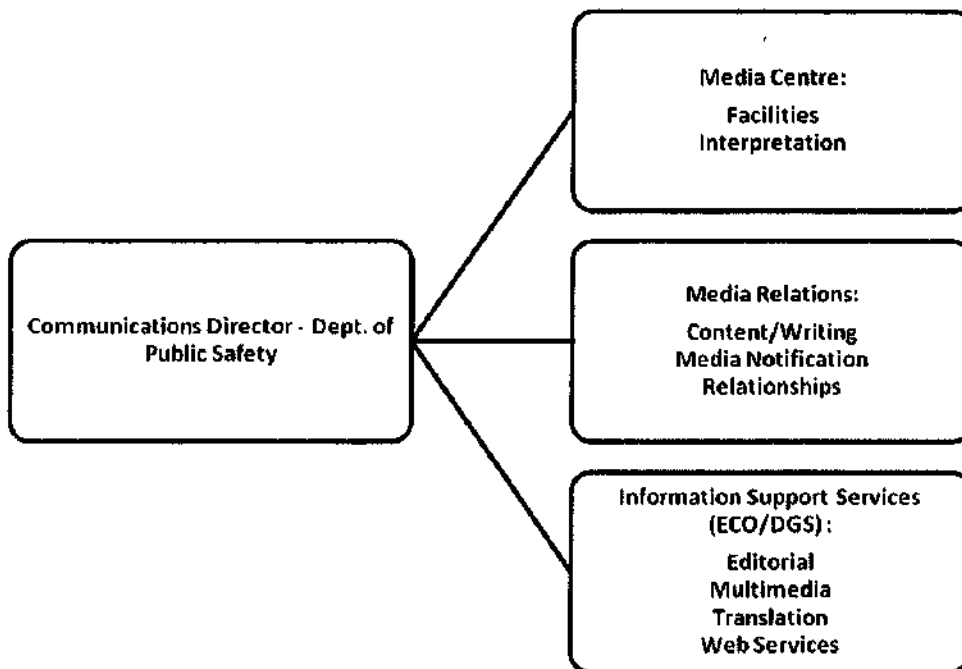 Communications Director - Dept. of
Public Safety
Media Centre:
Facilities
Interpretation
Media Relations:
Content/Writing
Media Notification
Relationships
Information Support Services
(ECO/DGS):
Editorial
Multimedia
Translation
Web Services